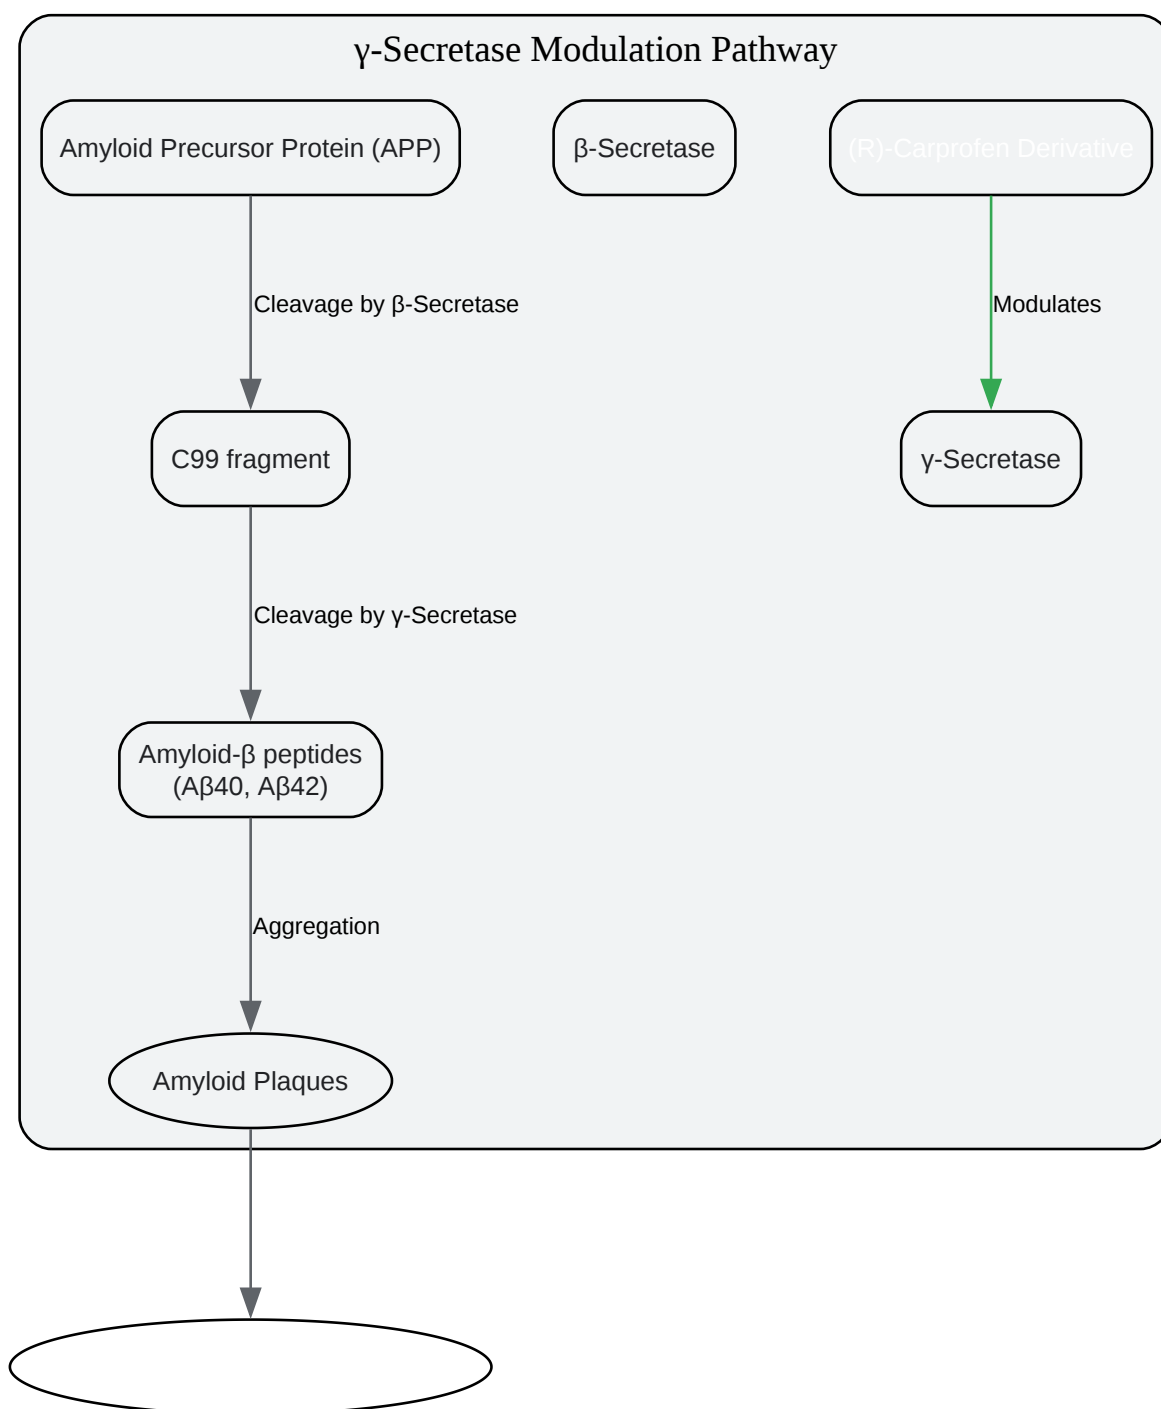 γ-Secretase Modulation Pathway
Amyloid Precursor Protein (APP)
β-Secretase
(R)-Carprofen Derivative
Cleavage by β-Secretase
Modulates
C99 fragment
γ-Secretase
Cleavage by γ-Secretase
Amyloid-β peptides
(Aβ40, Aβ42)
Aggregation
Amyloid Plaques